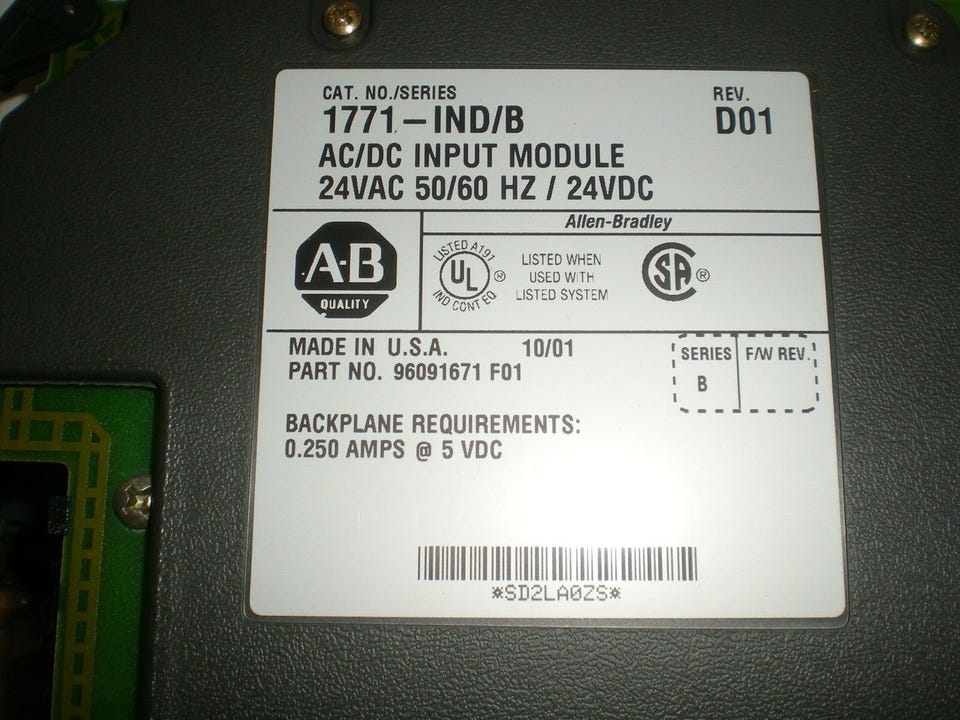 CAT. NO./SERIES
REV.
1771-IND/B
D01
AC/DC INPUT MODULE
24VAC 50/60 HZ / 24VDC
Allen-Bradley
A-B
QUALITY
LISTED A191
UL ®
IND CONT EQ
LISTED WHEN
USED WITH
LISTED SYSTEM
SA ®
MADE IN U.S.A. 10/01
PART NO. 96091671 F01
SERIES F/W REV.
B
BACKPLANE REQUIREMENTS:
0.250 AMPS @ 5 VDC
*SD2LA0ZS*